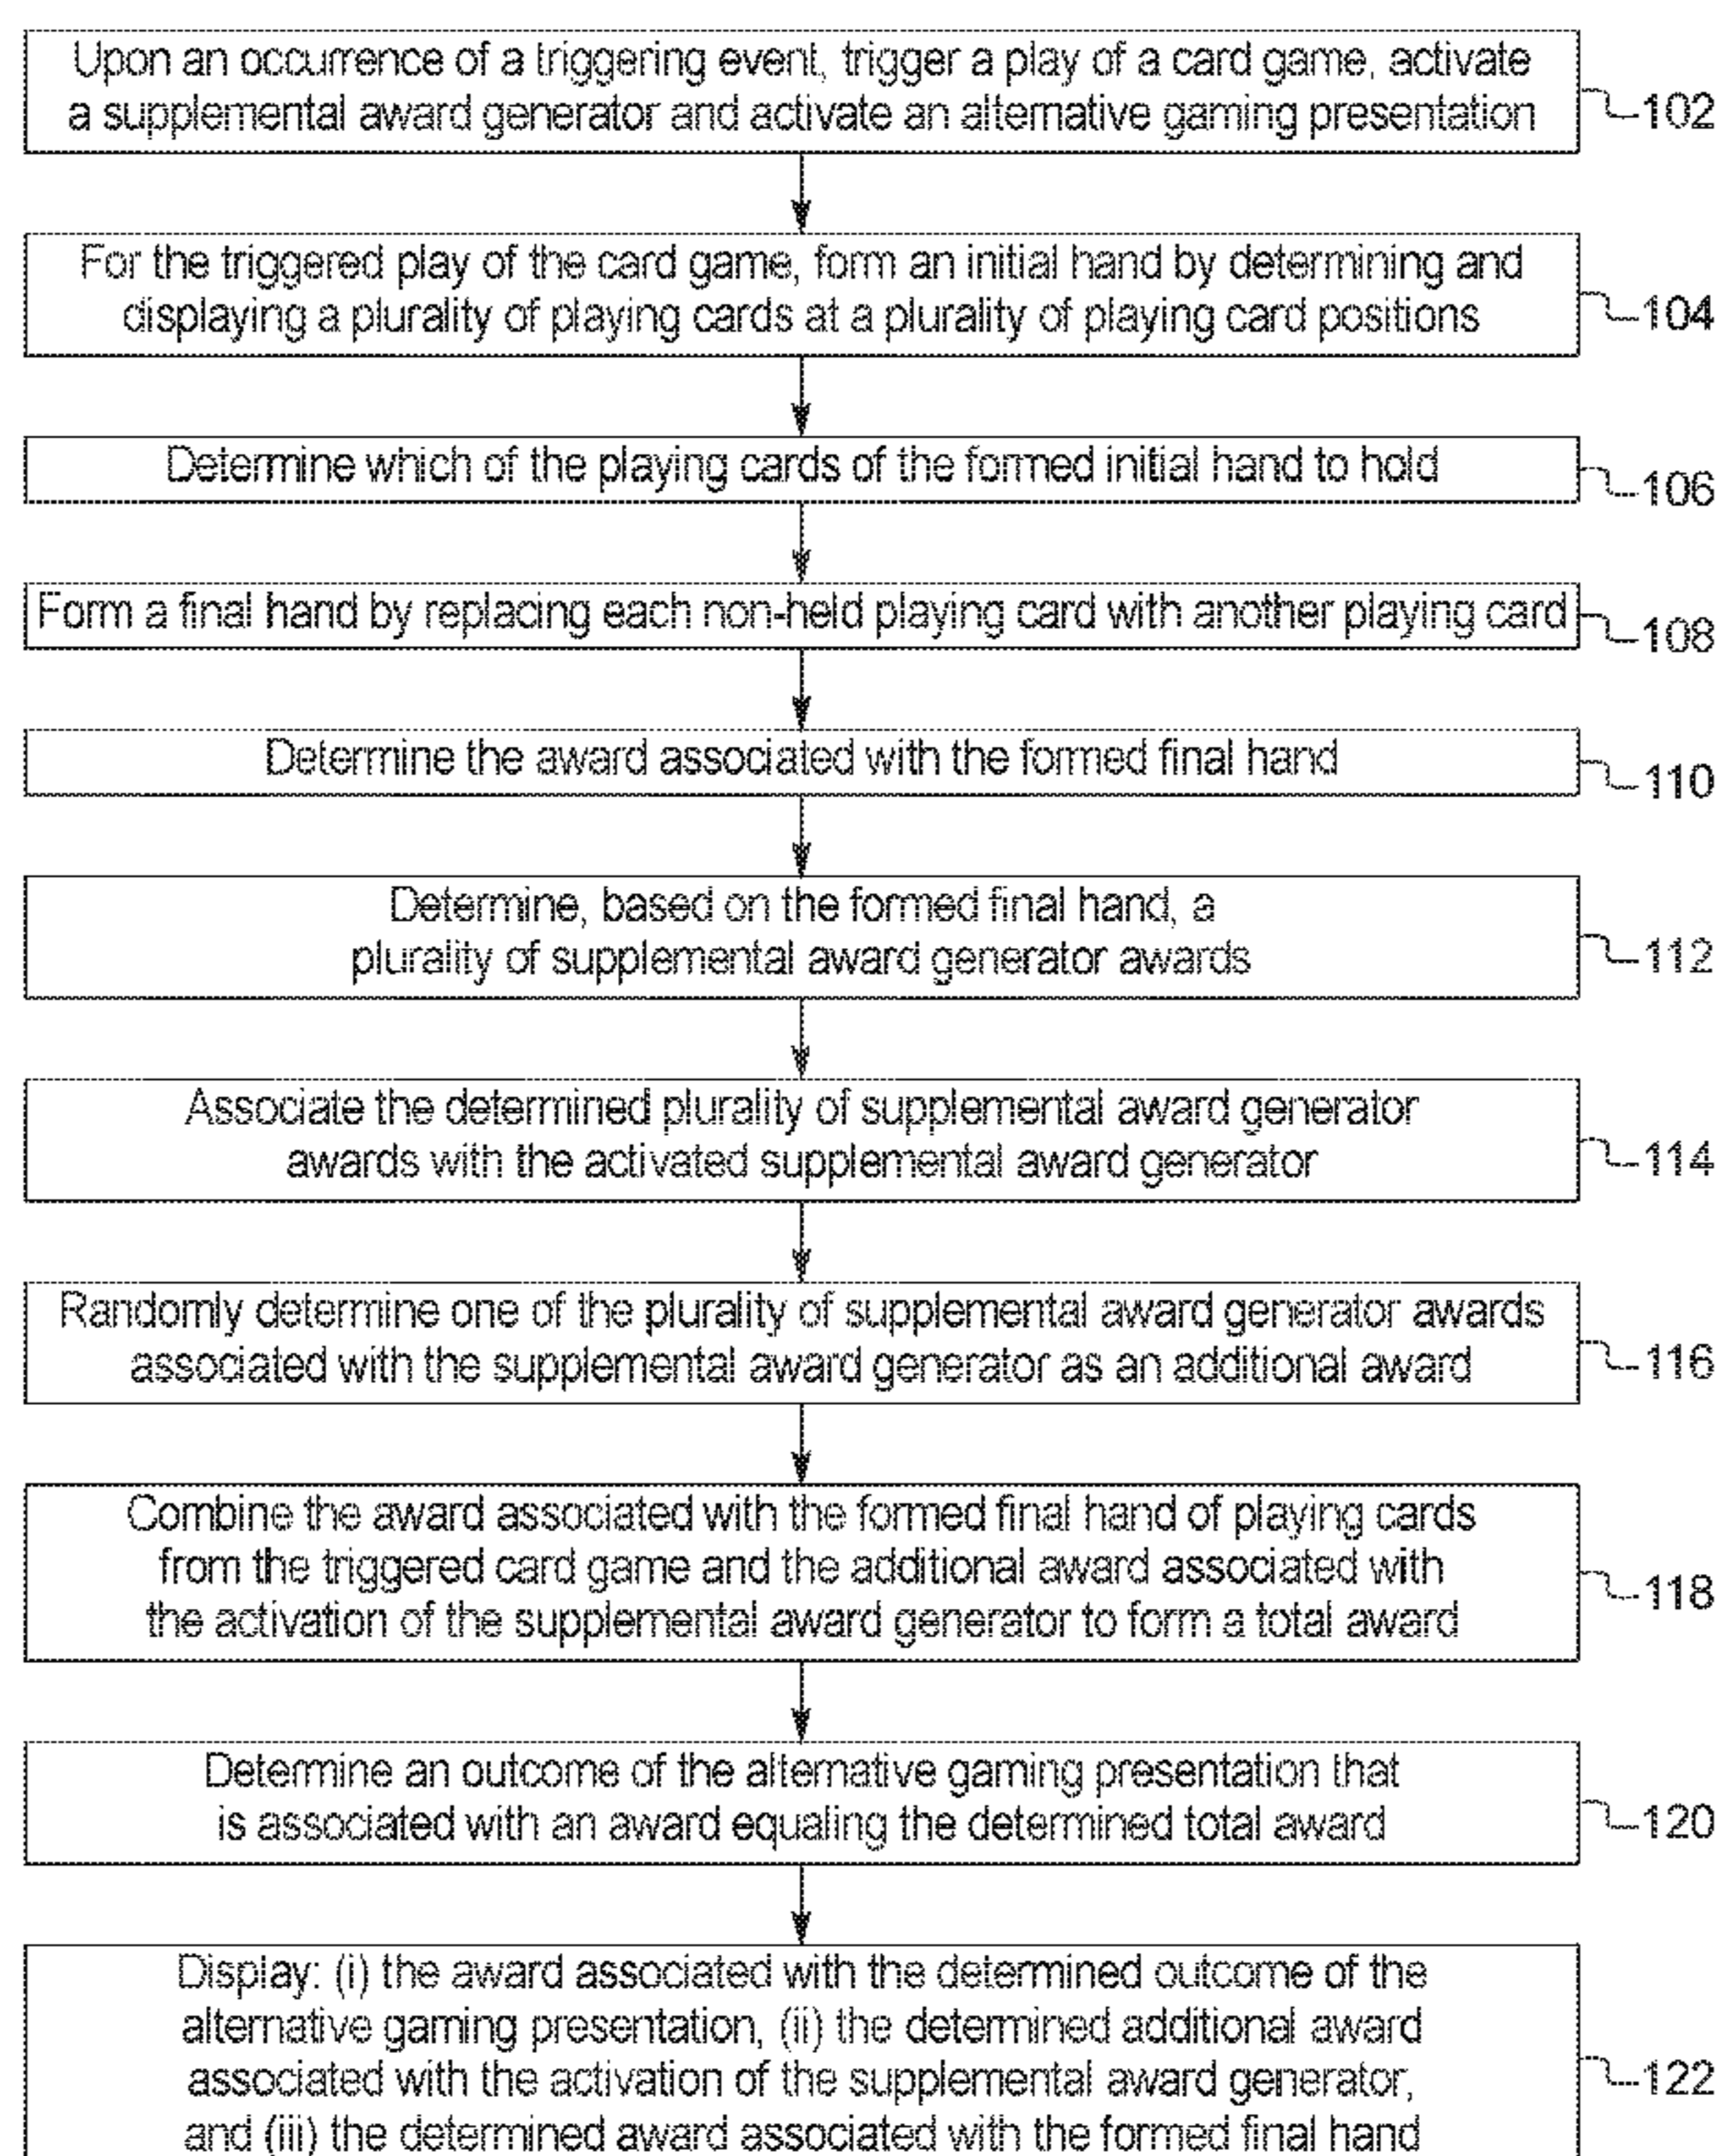 Upon an occurrence of a triggering event, trigger a play of a card game, activate
a supplemental award generator and activate an alternative gaming presentation
102
For the triggered play of the card game, form an initial hand by determining and
displaying a plurality of playing cards at a plurality of playing card positions
104
Determine which of the playing cards of the formed initial hand to hold
106
Form a final hand by replacing each non-held playing card with another playing card
108
Determine the award associated with the formed final hand
110
Determine, based on the formed final hand, a
plurality of supplemental award generator awards
112
Associate the determined plurality of supplemental award generator
awards with the activated supplemental award generator
114
Randomly determine one of the plurality of supplemental award generator awards
associated with the supplemental award generator as an additional award
116
Combine the award associated with the formed final hand of playing cards
from the triggered card game and the additional award associated with
the activation of the supplemental award generator to form a total award
118
Determine an outcome of the alternative gaming presentation that
is associated with an award equaling the determined total award
120
Display: (i) the award associated with the determined outcome of the
alternative gaming presentation, (ii) the determined additional award
associated with the activation of the supplemental award generator,
and (iii) the determined award associated with the formed final hand
122